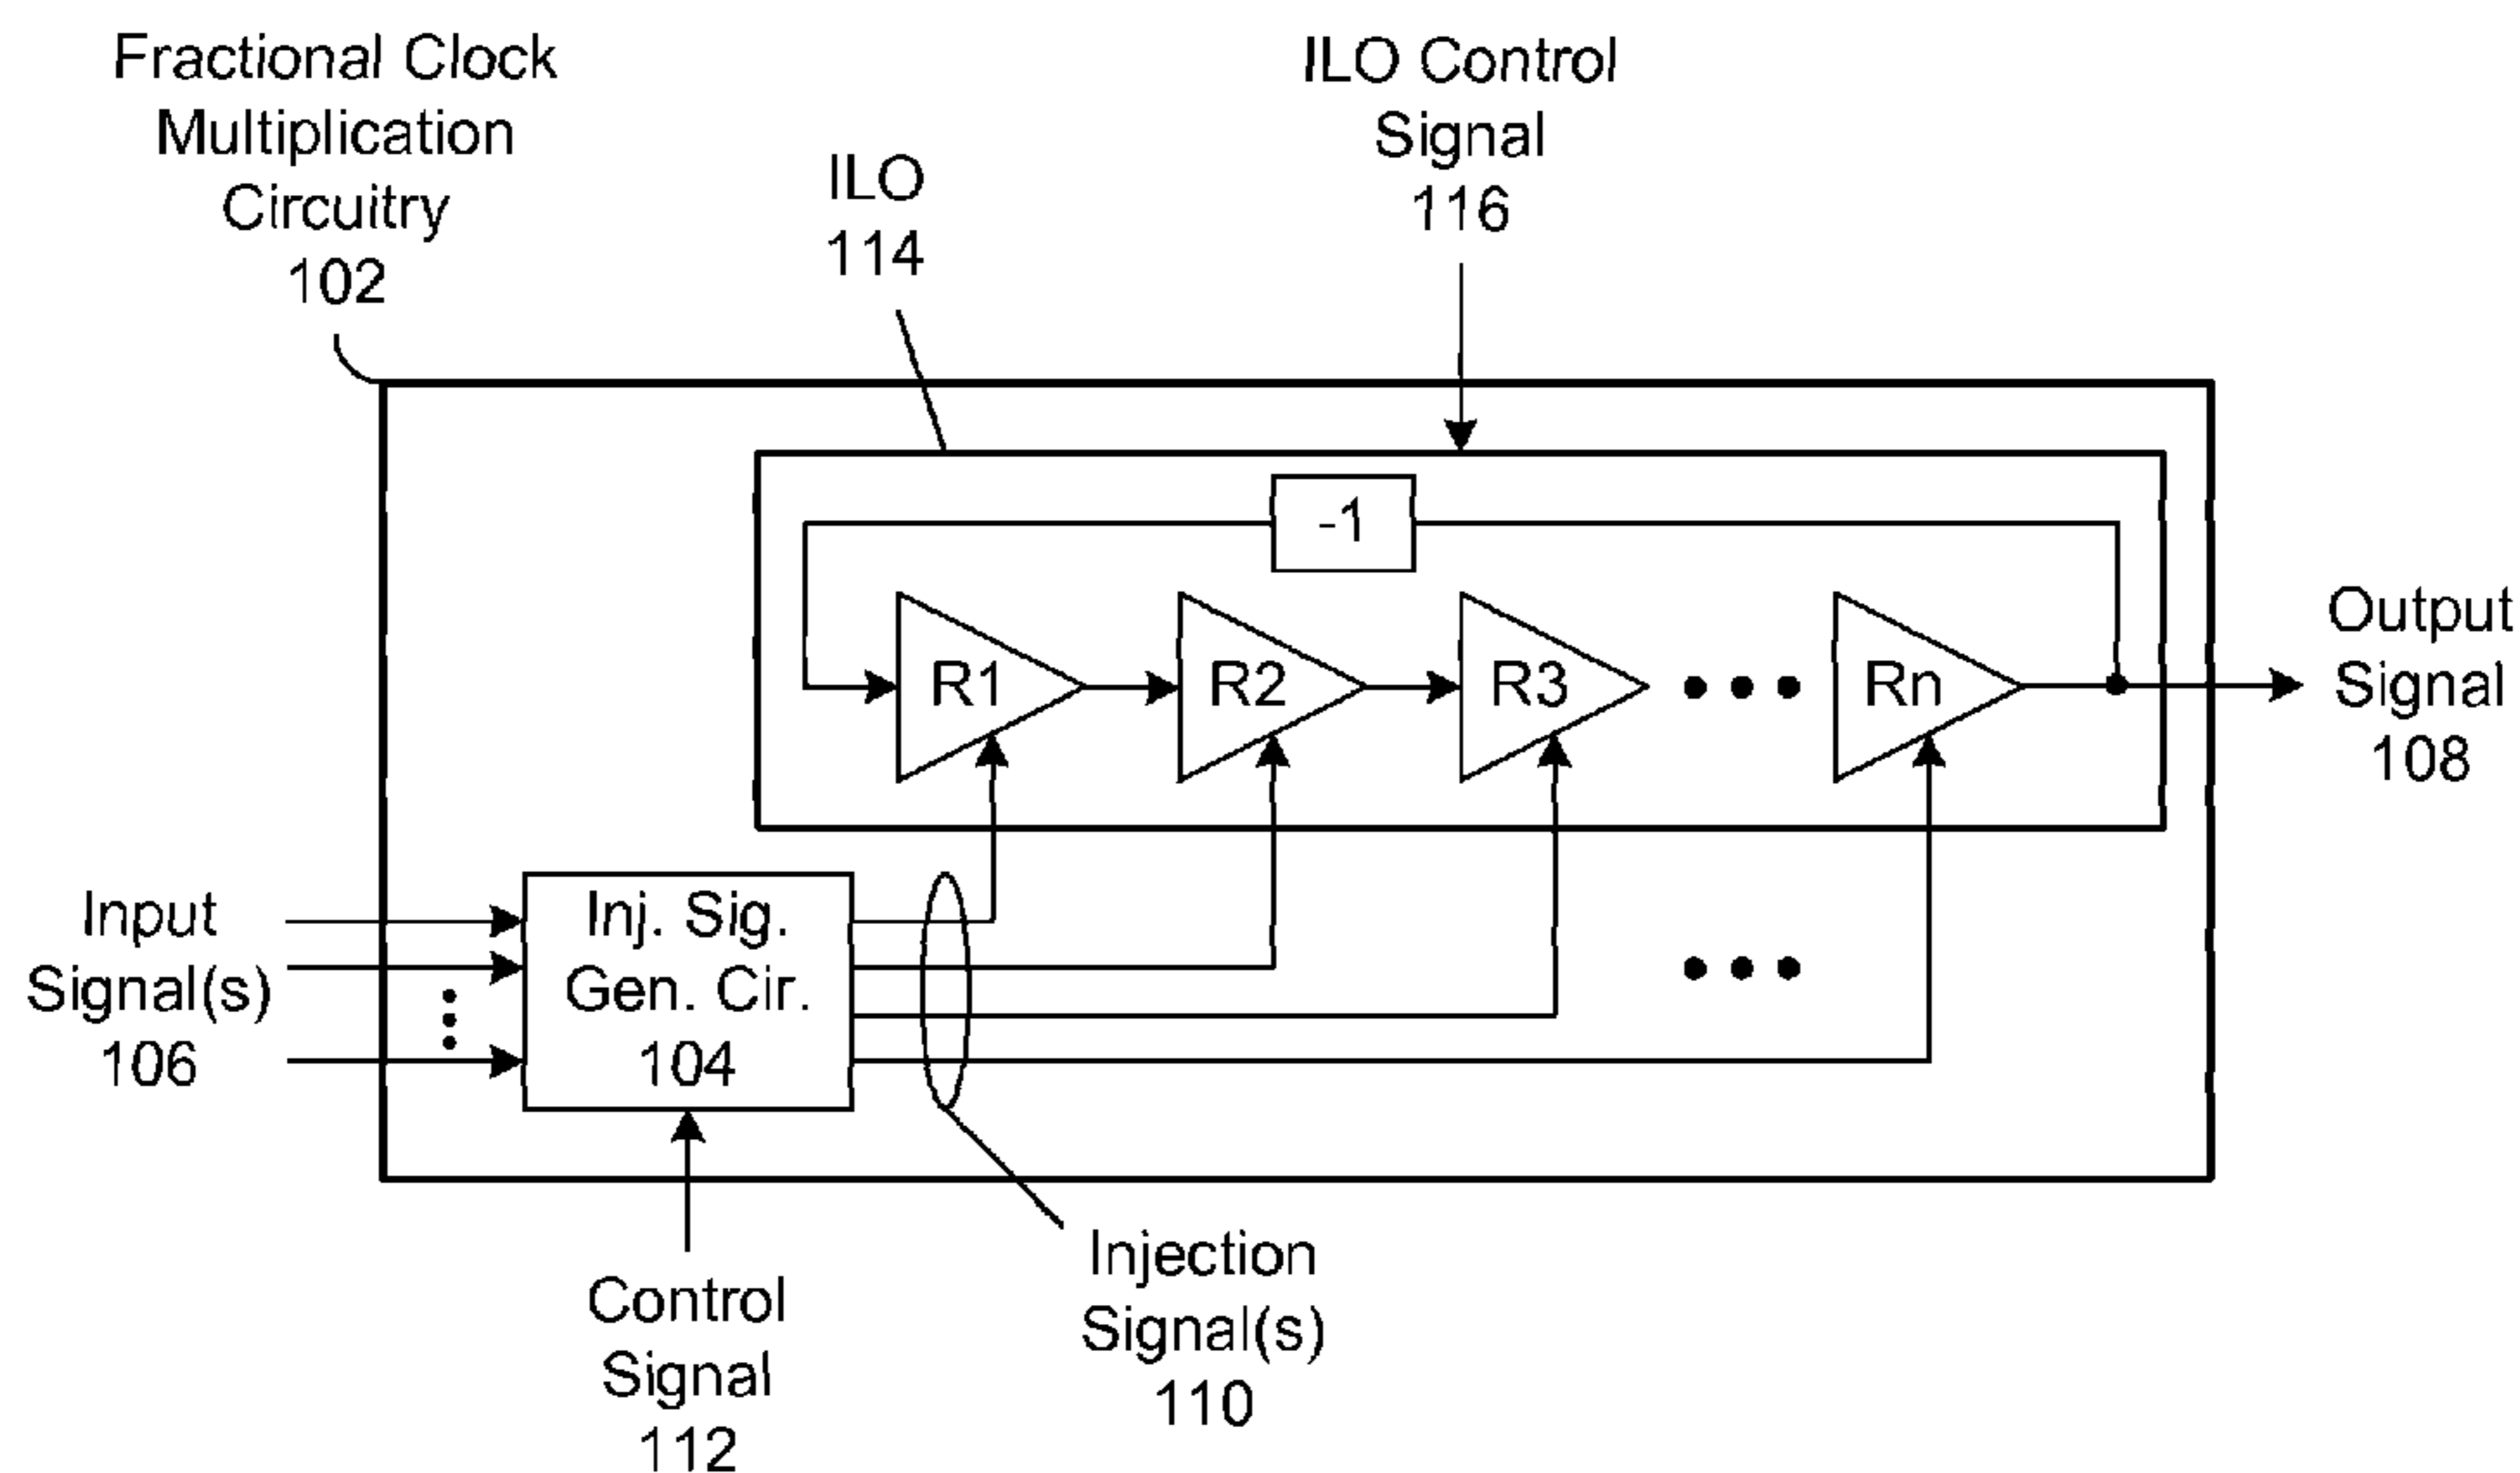 Fractional Clock
Multiplication
Circuitry
102
ILO
114
ILO Control
Signal
116
-1
R1
R2
R3
Rn
Output
Signal
108
Input
Signal(s)
106
Inj. Sig.
Gen. Cir.
104
Control
Signal
112
Injection
Signal(s)
110